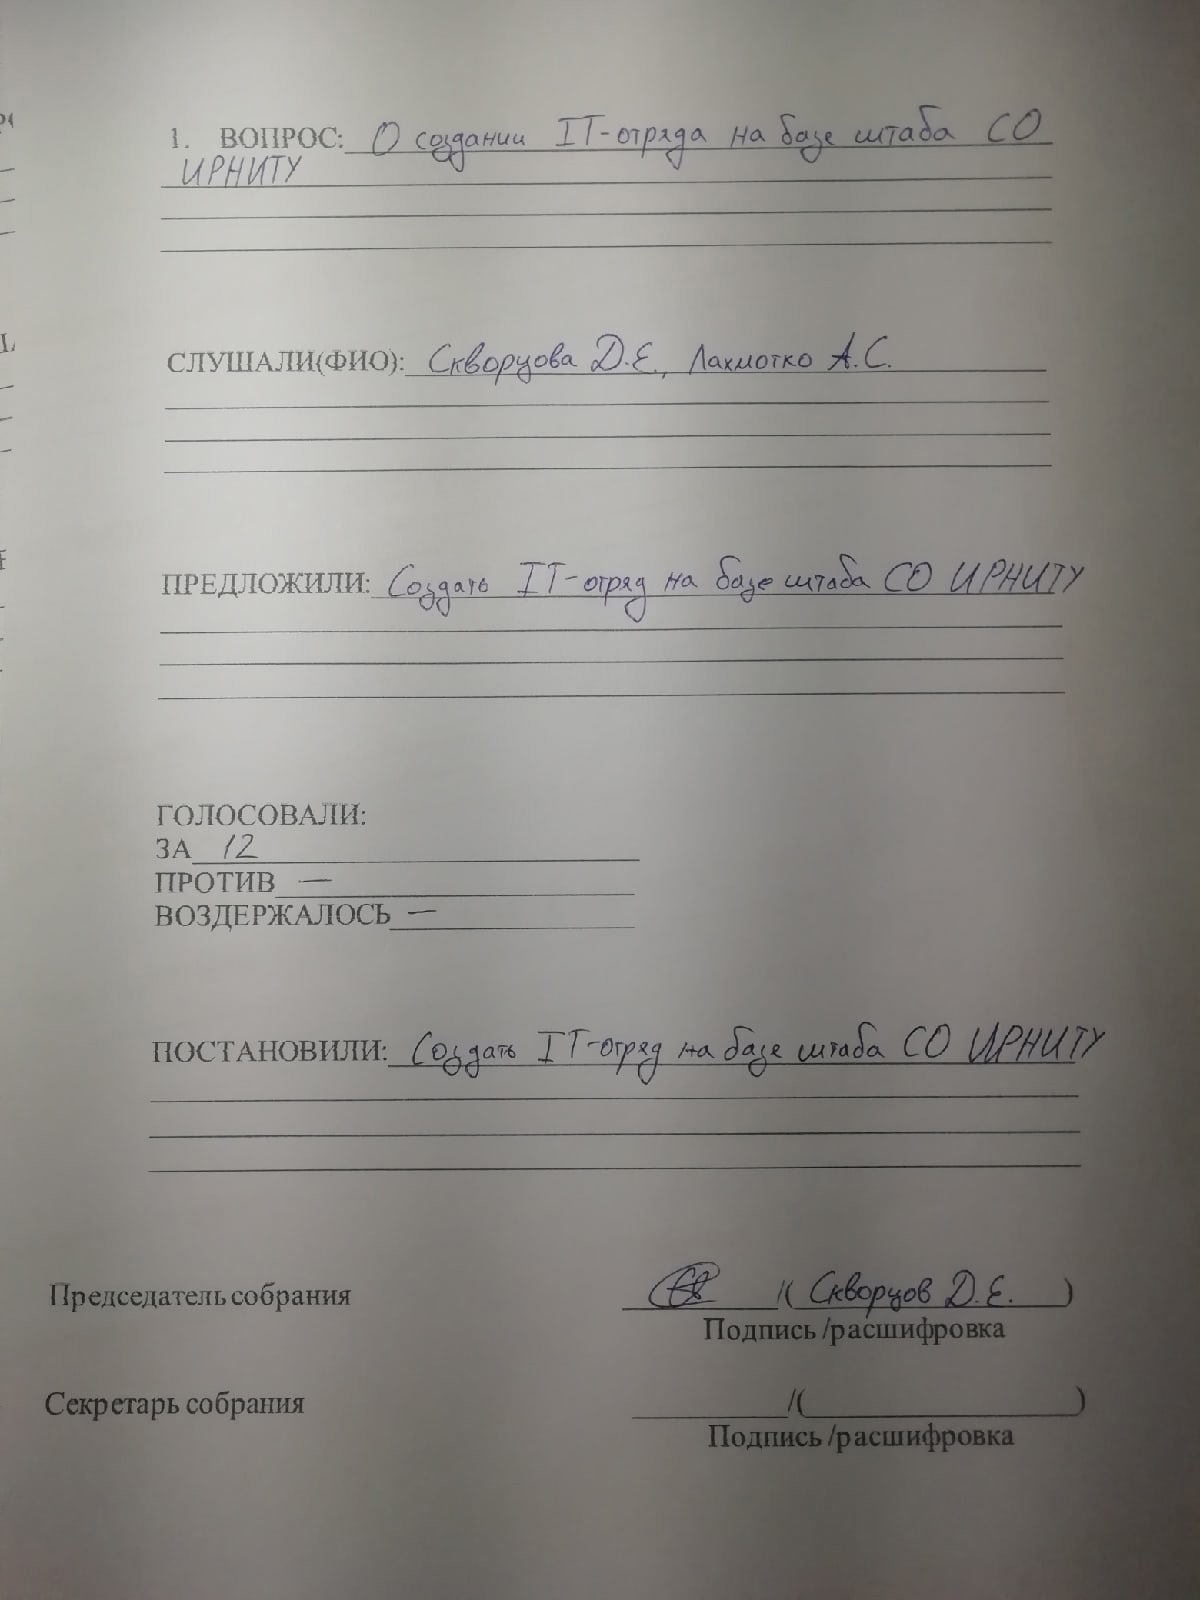 1. ВОПРОС: О создании IT-отряда на базе штаба СО
ИРНИТУ
СЛУШАЛИ(ФИО): Скворцова Д.Е., Лахмотко А.С.
ПРЕДЛОЖИЛИ: Создать IT-отряд на базе штаба СО ИРНИТУ
ГОЛОСОВАЛИ:
ЗА 12
ПРОТИВ —
ВОЗДЕРЖАЛОСЬ —
ПОСТАНОВИЛИ: Создать IT-отряд на базе штаба СО ИРНИТУ
Председатель собрания /( Скворцов Д.Е. )
Подпись /расшифровка
Секретарь собрания /( )
Подпись /расшифровка